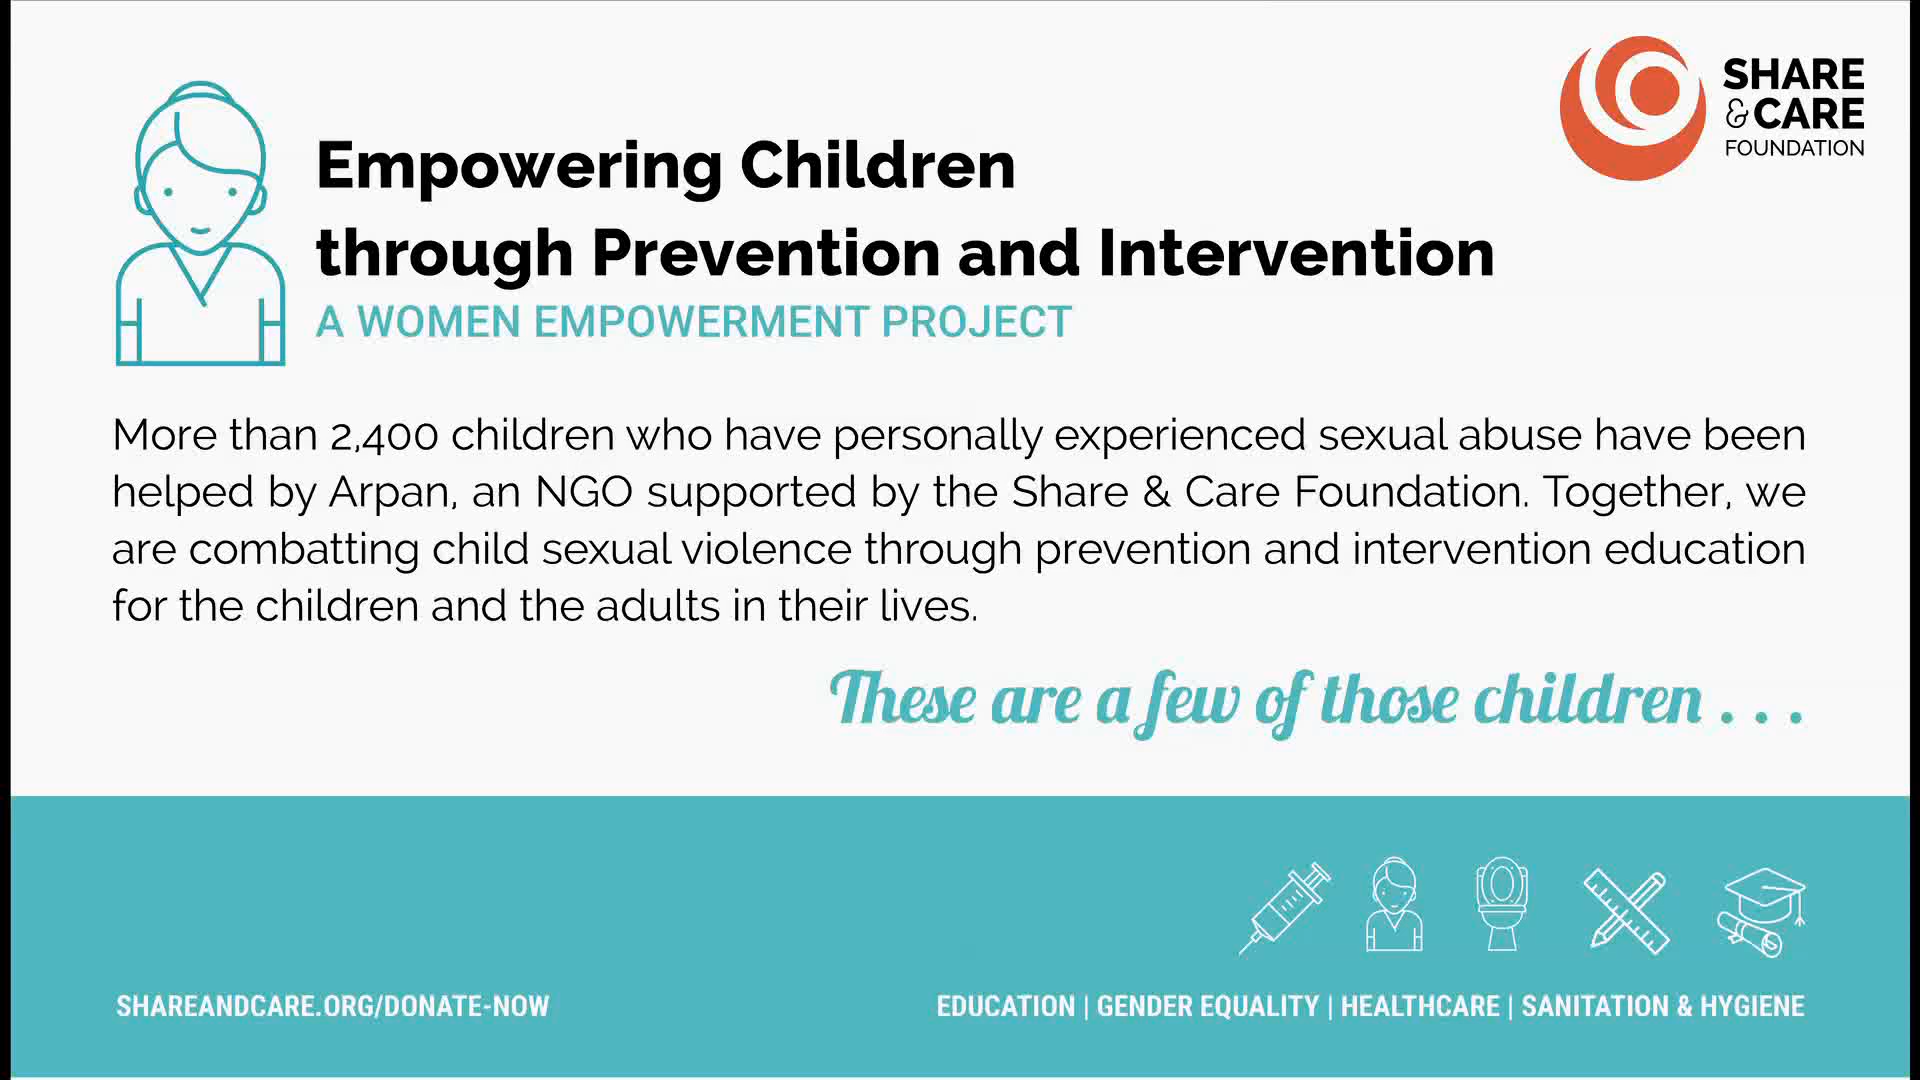 SHARE
& CARE
FOUNDATION
Empowering Children
through Prevention and Intervention
A WOMEN EMPOWERMENT PROJECT
More than 2,400 children who have personally experienced sexual abuse have been
helped by Arpan, an NGO supported by the Share & Care Foundation. Together, we
are combatting child sexual violence through prevention and intervention education
for the children and the adults in their lives.
These are a few of those children . . .
SHAREANDCARE.ORG/DONATE-NOW
EDUCATION | GENDER EQUALITY | HEALTHCARE | SANITATION & HYGIENE